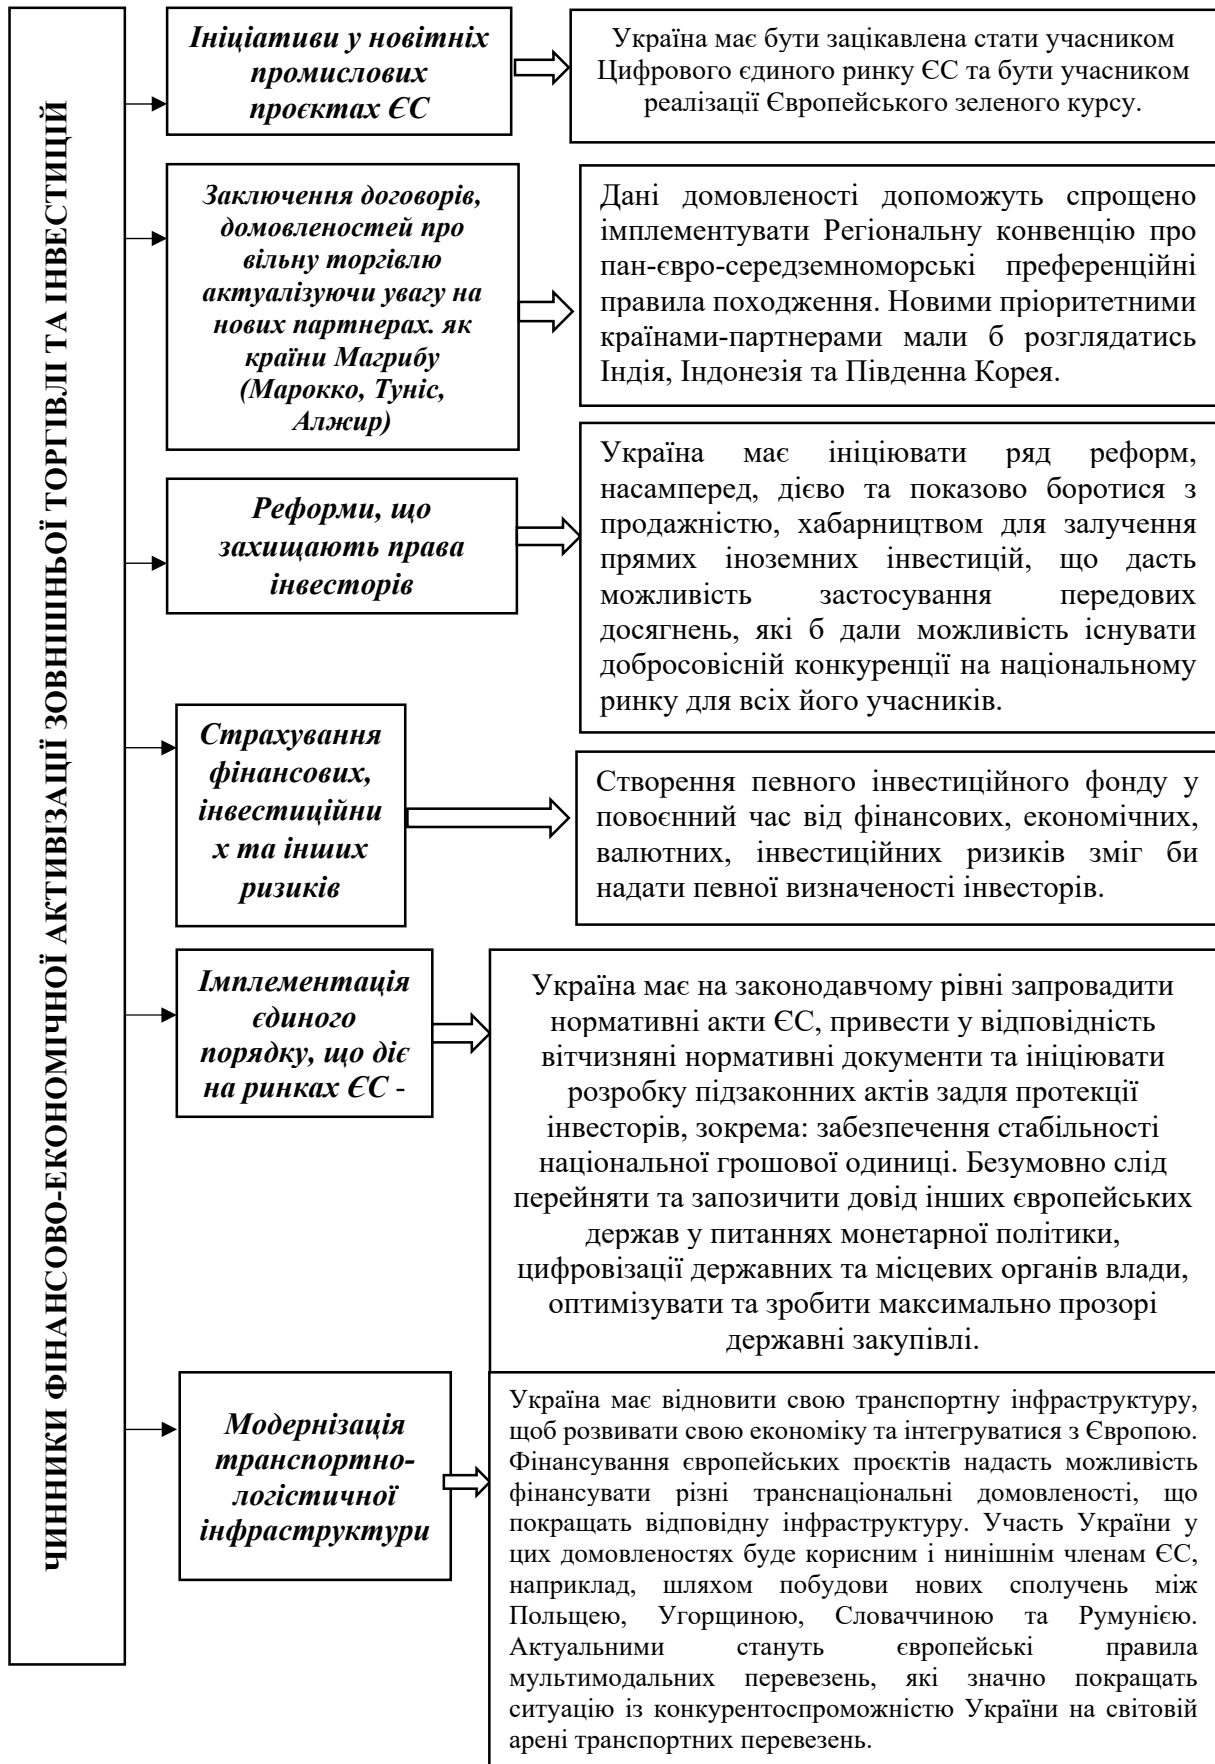 ЧИННИКИ ФІНАНСОВО-ЕКОНОМІЧНОЇ АКТИВІЗАЦІЇ ЗОВНІШНЬОЇ ТОРГІВЛІ ТА ІНВЕСТИЦІЙ
Ініціативи у новітніх
промислових
проєктах ЄС
Україна має бути зацікавлена стати учасником
Цифрового єдиного ринку ЄС та бути учасником
реалізації Європейського зеленого курсу.
Заключення договорів,
домовленостей про
вільну торгівлю
актуалізуючи увагу на
нових партнерах. як
країни Магрибу
(Марокко, Туніс,
Алжир)
Дані домовленості допоможуть спрощено
імплементувати Регіональну конвенцію про
пан-євро-середземноморські преференційні
правила походження. Новими пріоритетними
країнами-партнерами мали б розглядатись
Індія, Індонезія та Південна Корея.
Реформи, що
захищають права
інвесторів
Україна має ініціювати ряд реформ,
насамперед, дієво та показово боротися з
продажністю, хабарництвом для залучення
прямих іноземних інвестицій, що дасть
можливість застосування передових
досягнень, які б дали можливість існувати
добросовісній конкуренції на національному
ринку для всіх його учасників.
Страхування
фінансових,
інвестиційни
х та інших
ризиків
Створення певного інвестиційного фонду у
повоєнний час від фінансових, економічних,
валютних, інвестиційних ризиків зміг би
надати певної визначеності інвесторів.
Імплементація
єдиного
порядку, що діє
на ринках ЄС -
Україна має на законодавчому рівні запровадити
нормативні акти ЄС, привести у відповідність
вітчизняні нормативні документи та ініціювати
розробку підзаконних актів задля протекції
інвесторів, зокрема: забезпечення стабільності
національної грошової одиниці. Безумовно слід
перейняти та запозичити довід інших європейських
держав у питаннях монетарної політики,
цифровізації державних та місцевих органів влади,
оптимізувати та зробити максимально прозорі
державні закупівлі.
Модернізація
транспортно-
логістичної
інфраструктури
Україна має відновити свою транспортну інфраструктуру,
щоб розвивати свою економіку та інтегруватися з Європою.
Фінансування європейських проєктів надасть можливість
фінансувати різні транснаціональні домовленості, що
покращать відповідну інфраструктуру. Участь України у
цих домовленостях буде корисним і нинішнім членам ЄС,
наприклад, шляхом побудови нових сполучень між
Польщею, Угорщиною, Словаччиною та Румунією.
Актуальними стануть європейські правила
мультимодальних перевезень, які значно покращать
ситуацію із конкурентоспроможністю України на світовій
арені транспортних перевезень.